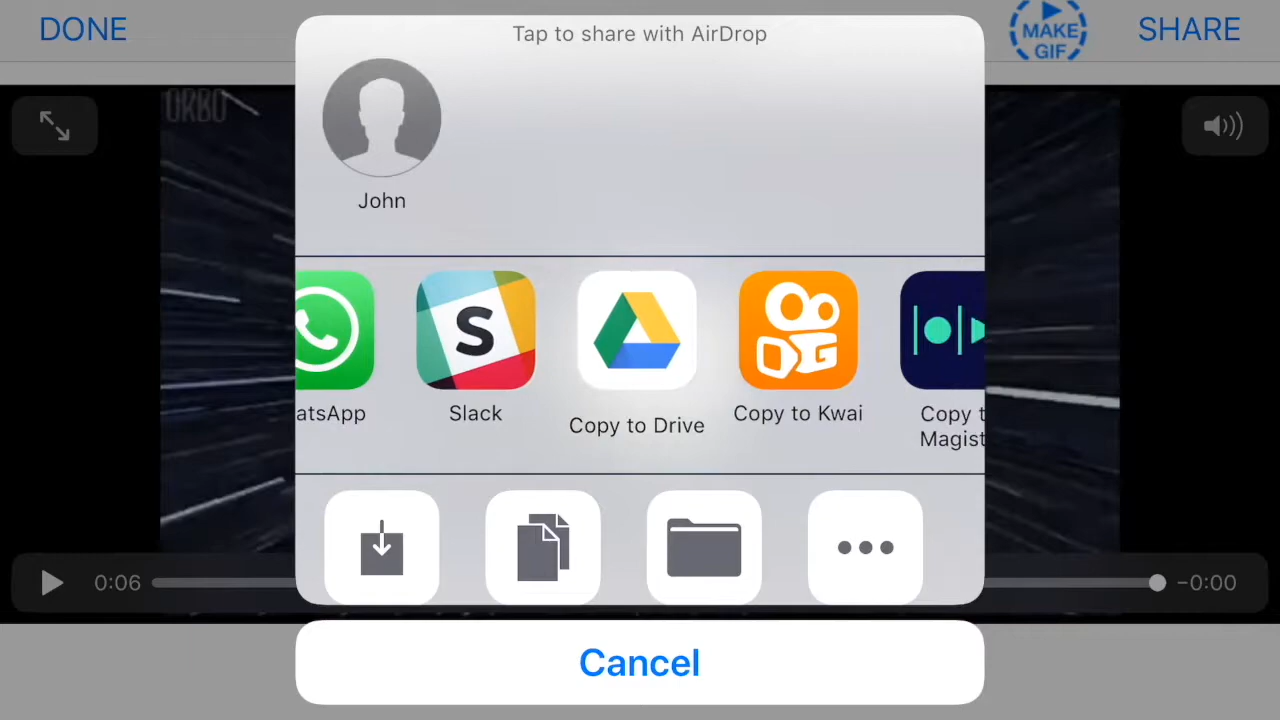 DONE
Tap to share with AirDrop
MAKE
GIF
SHARE
ORBO
John
S
atsApp
Slack
Copy to Drive
Copy to Kwai
Copy t
Magist
0:06
-0:00
Cancel